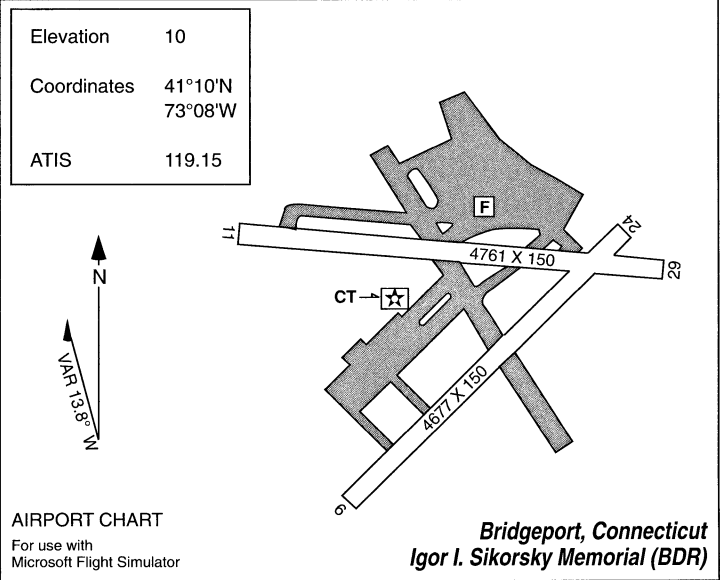 Elevation 10
Coordinates 41°10'N
73°08'W
ATIS 119.15
N
VAR 13.8° W
11
F
24
4761 X 150
29
CT
4677 X 150
6
AIRPORT CHART
For use with
Microsoft Flight Simulator
Bridgeport, Connecticut
Igor I. Sikorsky Memorial (BDR)